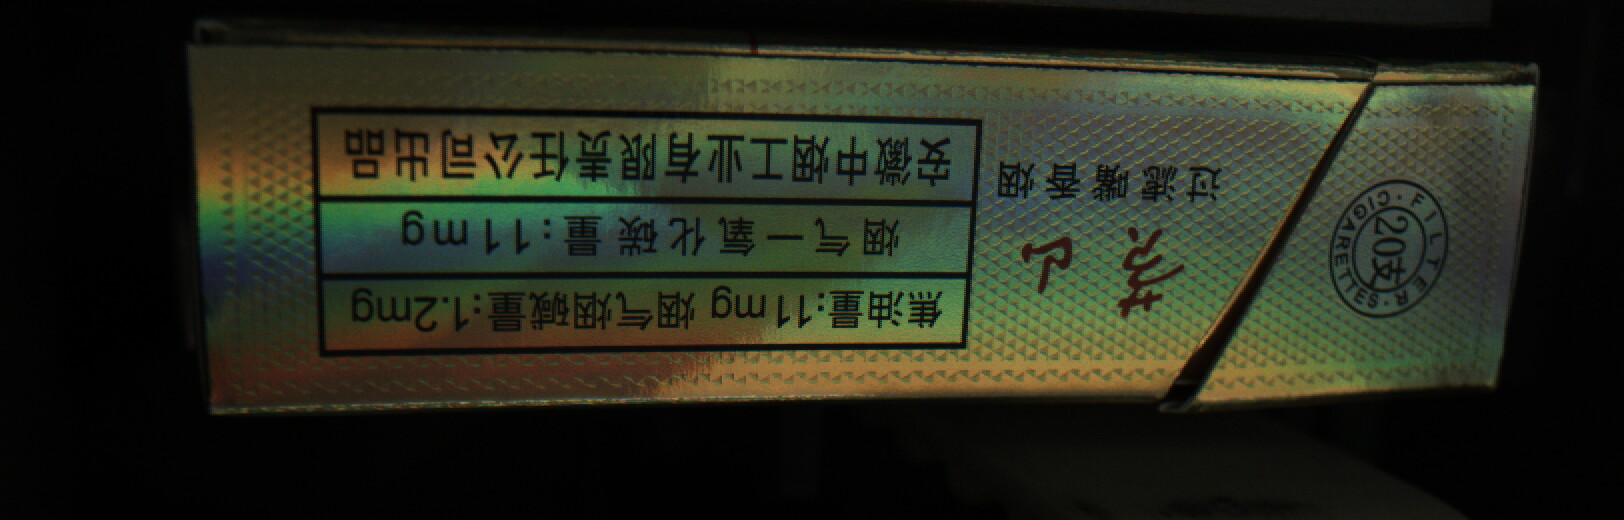 FILTER·CIGARETTES·
20支
黄山
过滤嘴香烟
焦油量:11mg 烟气烟碱量:1.2mg
烟气一氧化碳量:11mg
安徽中烟工业有限责任公司出品